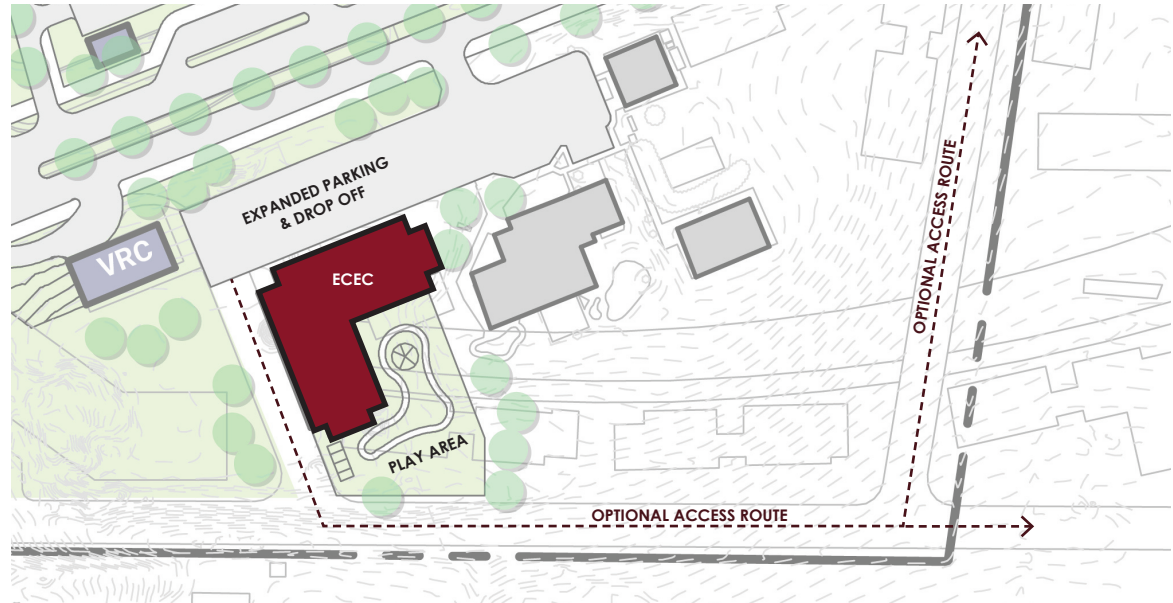 EXPANDED PARKING
& DROP OFF
VRC
ECEC
OPTIONAL ACCESS ROUTE
PLAY AREA
OPTIONAL ACCESS ROUTE